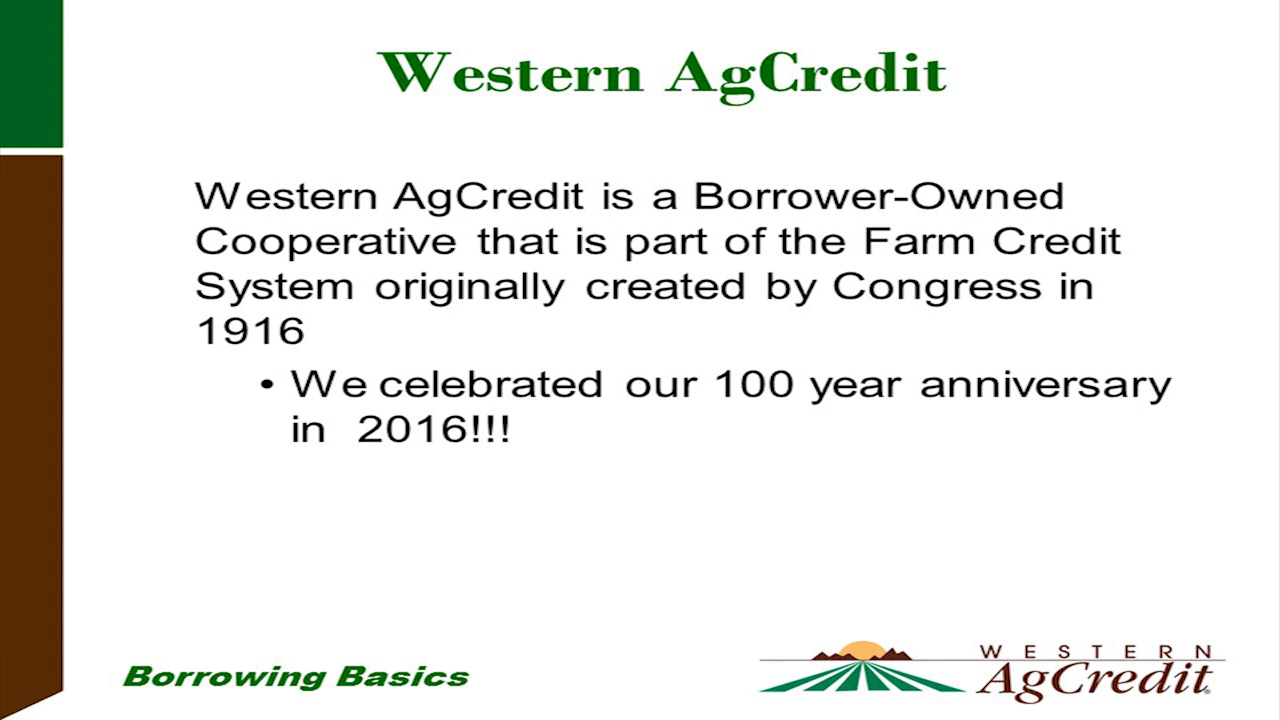 Western AgCredit
Western AgCredit is a Borrower-Owned
Cooperative that is part of the Farm Credit
System originally created by Congress in
1916
• We celebrated our 100 year anniversary
in 2016!!!
Borrowing Basics
WESTERN
AgCredit®